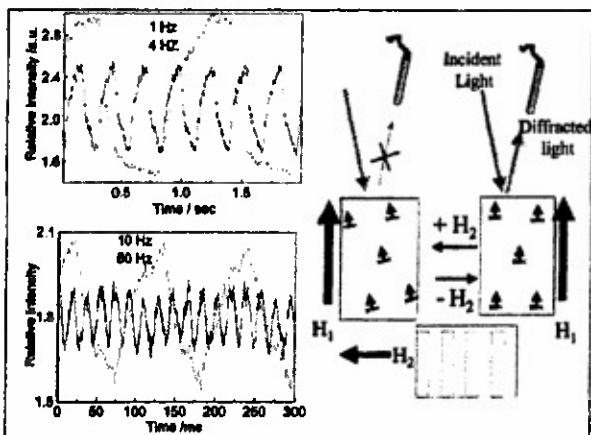 Relative Intensity /a.u.
2.8
2.4
2.0
1.6
1 Hz
4 HZ
0.5
1.0
1.5
Time / sec
Relative Intensity
2.1
1.8
1.5
10 Hz
60 Hz
0
50
100
150
200
250
300
Time /ms
Incident
Light
Diffracted
light
+ H₂
- H₂
H₁
H₁
H₂